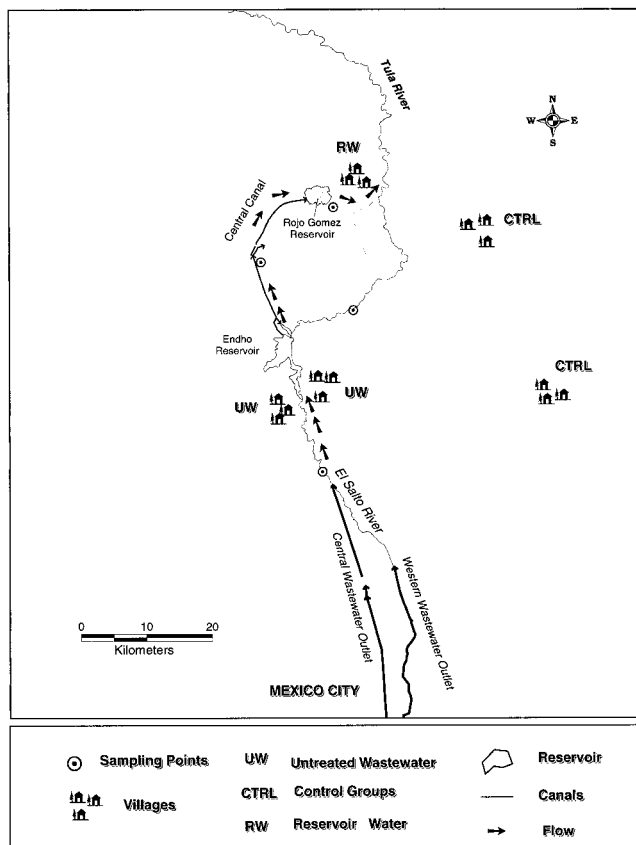 Tula River
N
W E
S
RW
Central Canal
Rojo Gomez
Reservoir
CTRL
Endho
Reservoir
CTRL
UW
UW
El Salto River
Central Wastewater Outlet
Western Wastewater Outlet
0 10 20
Kilometers
MEXICO CITY
Sampling Points
UW Untreated Wastewater
Reservoir
Villages
CTRL Control Groups
Canals
RW Reservoir Water
Flow